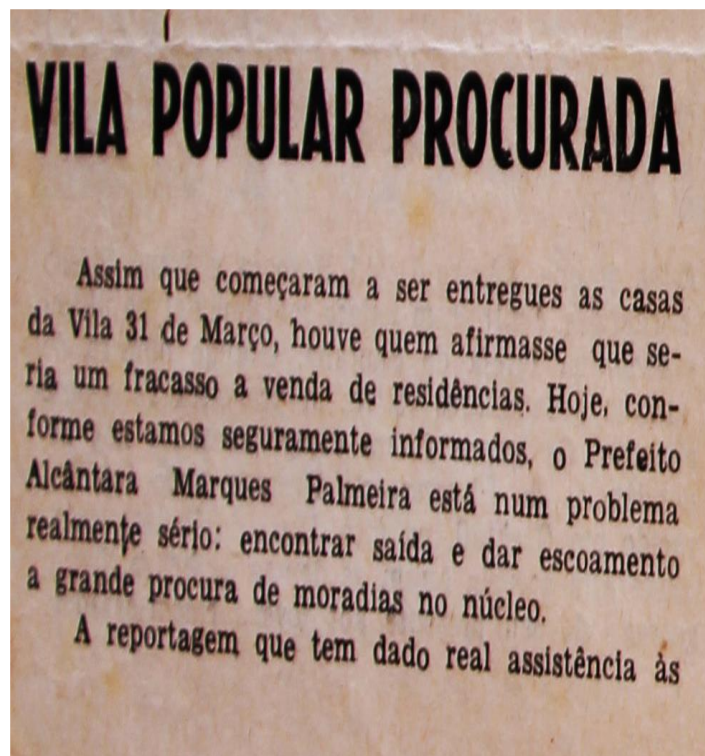 VILA POPULAR PROCURADA
Assim que começaram a ser entregues as casas
da Vila 31 de Março, houve quem afirmasse que se-
ria um fracasso a venda de residências. Hoje, con-
forme estamos seguramente informados, o Prefeito
Alcântara Marques Palmeira está num problema
realmente sério: encontrar saída e dar escoamento
a grande procura de moradias no núcleo.
A reportagem que tem dado real assistência às